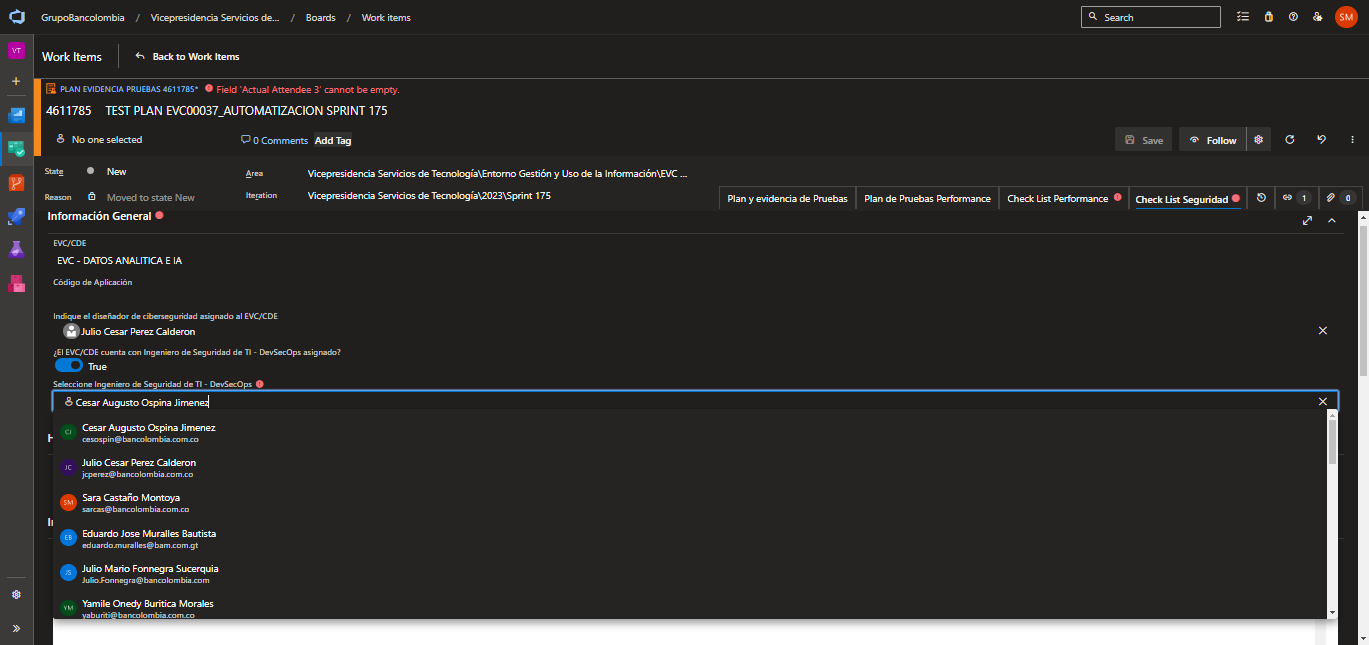 GrupoBancolombia / Vicepresidencia Servicios de... / Boards / Work items
Search
SM
VT
Work Items
Back to Work Items
PLAN EVIDENCIA PRUEBAS 4611785*
Field 'Actual Attendee 3' cannot be empty.
4611785 TEST PLAN EVC00037_AUTOMATIZACION SPRINT 175
No one selected
0 Comments
Add Tag
Save
Follow
State
New
Area
Vicepresidencia Servicios de Tecnología\Entorno Gestión y Uso de la Información\EVC ...
Reason
Moved to state New
Iteration
Vicepresidencia Servicios de Tecnología\2023\Sprint 175
Plan y evidencia de Pruebas
Plan de Pruebas Performance
Check List Performance
Check List Seguridad
1
0
Información General
EVC/CDE
EVC - DATOS ANALITICA E IA
Código de Aplicación
Indique el diseñador de ciberseguridad asignado al EVC/CDE
Julio Cesar Perez Calderon
¿El EVC/CDE cuenta con Ingeniero de Seguridad de TI - DevSecOps asignado?
True
Seleccione Ingeniero de Seguridad de TI - DevSecOps
Cesar Augusto Ospina Jimenez
CJ
Cesar Augusto Ospina Jimenez
cesospin@bancolombia.com.co
JC
Julio Cesar Perez Calderon
jcperez@bancolombia.com.co
SM
Sara Castaño Montoya
sarcas@bancolombia.com.co
EB
Eduardo Jose Muralles Bautista
eduardo.muralles@bam.com.gt
JS
Julio Mario Fonnegra Sucerquia
Julio.Fonnegra@bancolombia.com
YM
Yamile Onedy Buritica Morales
yaburiti@bancolombia.com.co